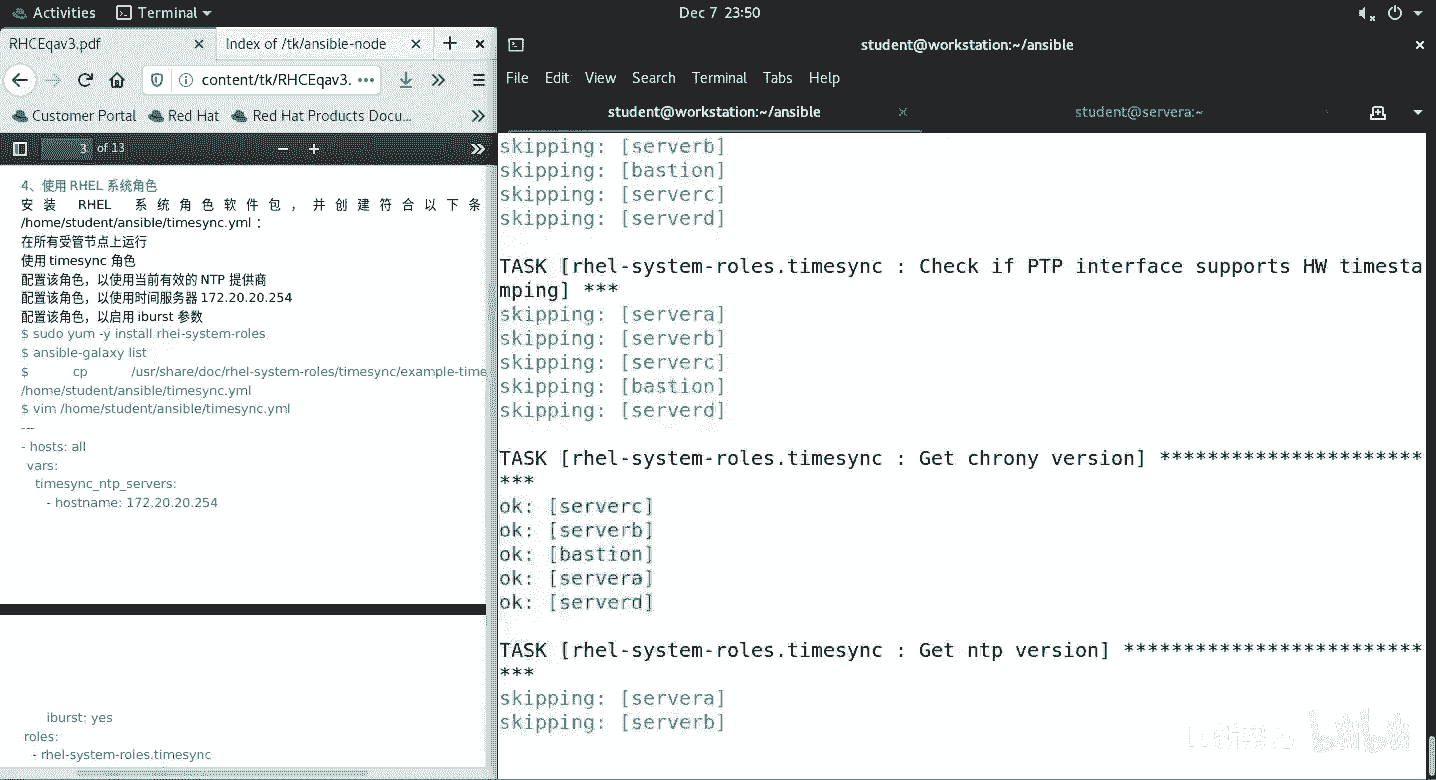 Activities
Terminal
Dec 7 23:50
RHCEqav3.pdf
Index of /tk/ansible-node
content/tk/RHCEqav3.
Customer Portal
Red Hat
Red Hat Products Docu...
3 of 13
4、使用 RHEL 系统角色
安装 RHEL 系统角色软件包，并创建符合以下条
/home/student/ansible/timesync.yml：
在所有受管节点上运行
使用 timesync 角色
配置该角色，以使用当前有效的 NTP 提供商
配置该角色，以使用时间服务器 172.20.20.254
配置该角色，以启用 iburst 参数
$ sudo yum -y install rhel-system-roles
$ ansible-galaxy list
$ cp /usr/share/doc/rhel-system-roles/timesync/example-time
/home/student/ansible/timesync.yml
$ vim /home/student/ansible/timesync.yml
---
- hosts: all
vars:
timesync_ntp_servers:
- hostname: 172.20.20.254
iburst: yes
roles:
- rhel-system-roles.timesync
student@workstation:~/ansible
File Edit View Search Terminal Tabs Help
student@workstation:~/ansible
student@servera:~
skipping: [serverb]
skipping: [bastion]
skipping: [serverc]
skipping: [serverd]
TASK [rhel-system-roles.timesync : Check if PTP interface supports HW timesta
mping] ***
skipping: [servera]
skipping: [serverb]
skipping: [serverc]
skipping: [bastion]
skipping: [serverd]
TASK [rhel-system-roles.timesync : Get chrony version] **********************
***
ok: [serverc]
ok: [serverb]
ok: [bastion]
ok: [servera]
ok: [serverd]
TASK [rhel-system-roles.timesync : Get ntp version] *************************
***
skipping: [servera]
skipping: [serverb]